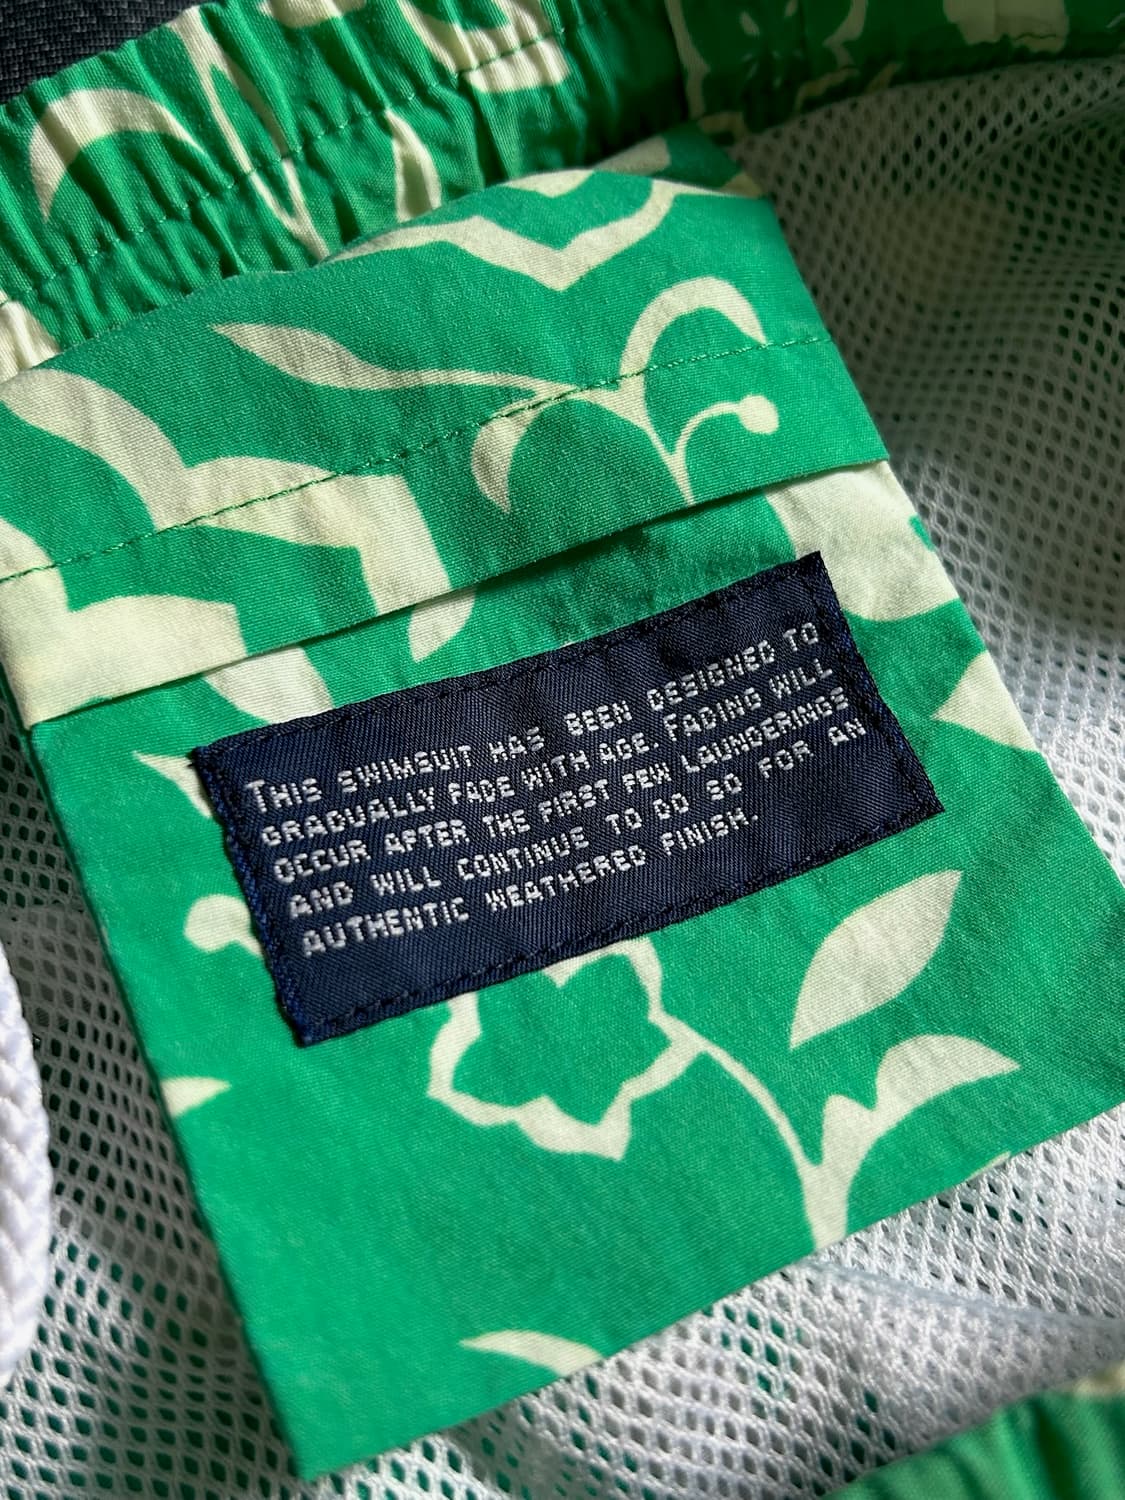 THIS SWIMSUIT HAS BEEN DESIGNED TO
GRADUALLY FADE WITH AGE. FADING WILL
OCCUR AFTER THE FIRST FEW LAUNDERINGS
AND WILL CONTINUE TO DO SO FOR AN
AUTHENTIC WEATHERED FINISH.